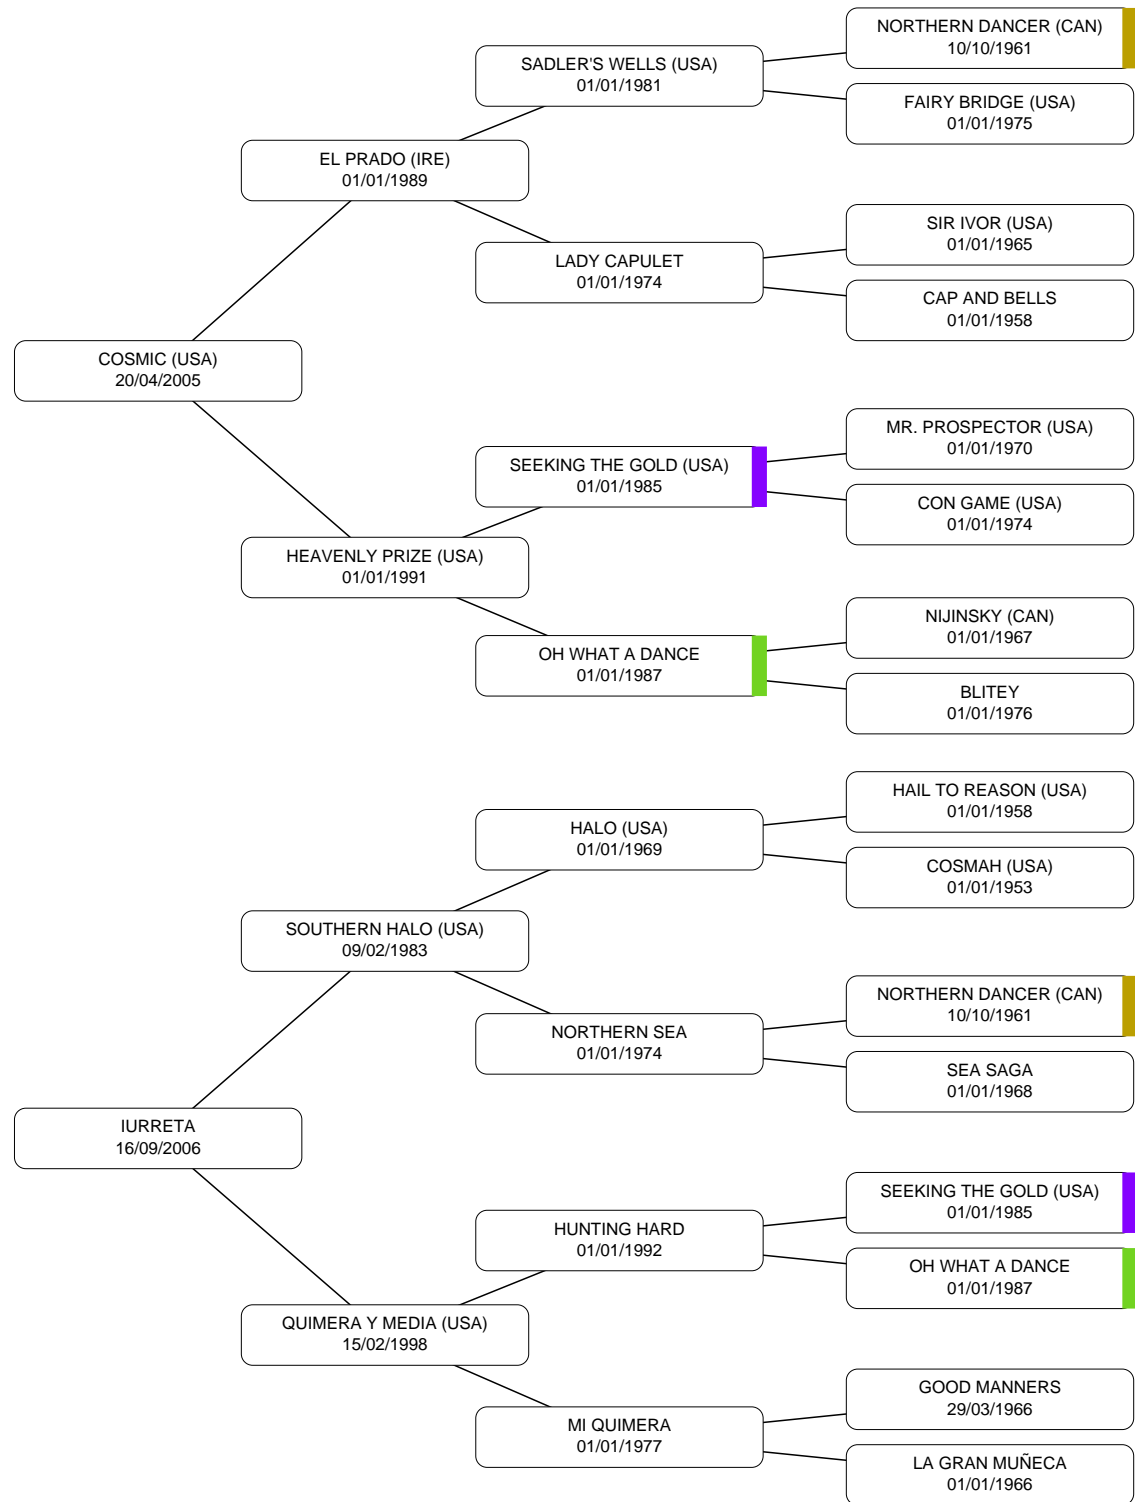 NORTHERN DANCER (CAN)
10/10/1961
SADLER'S WELLS (USA)
01/01/1981
FAIRY BRIDGE (USA)
01/01/1975
EL PRADO (IRE)
01/01/1989
SIR IVOR (USA)
01/01/1965
LADY CAPULET
01/01/1974
CAP AND BELLS
01/01/1958
COSMIC (USA)
20/04/2005
MR. PROSPECTOR (USA)
01/01/1970
SEEKING THE GOLD (USA)
01/01/1985
CON GAME (USA)
01/01/1974
HEAVENLY PRIZE (USA)
01/01/1991
NIJINSKY (CAN)
01/01/1967
OH WHAT A DANCE
01/01/1987
BLITEY
01/01/1976
HAIL TO REASON (USA)
01/01/1958
HALO (USA)
01/01/1969
COSMAH (USA)
01/01/1953
SOUTHERN HALO (USA)
09/02/1983
NORTHERN DANCER (CAN)
10/10/1961
NORTHERN SEA
01/01/1974
SEA SAGA
01/01/1968
IURRETA
16/09/2006
SEEKING THE GOLD (USA)
01/01/1985
HUNTING HARD
01/01/1992
OH WHAT A DANCE
01/01/1987
QUIMERA Y MEDIA (USA)
15/02/1998
GOOD MANNERS
29/03/1966
MI QUIMERA
01/01/1977
LA GRAN MUÑECA
01/01/1966